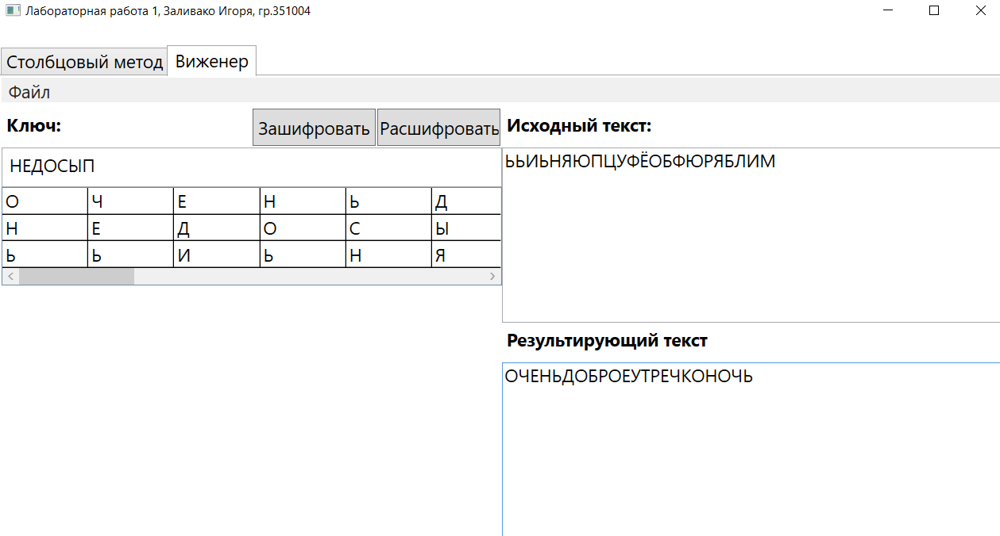 Лабораторная работа 1, Заливако Игоря, гр.351004
Столбцовый метод Виженер
Файл
Ключ: Зашифровать Расшифровать Исходный текст:
НЕДОСЫП
ЬЬИЬНЯЮПЦУФЁОБФЮРЯБЛИМ
О Ч Е Н Ь Д
Н Е Д О С Ы
Ь Ь И Ь Н Я
Результирующий текст
ОЧЕНЬДОБРОЕУТРЕЧКОНОЧЬ